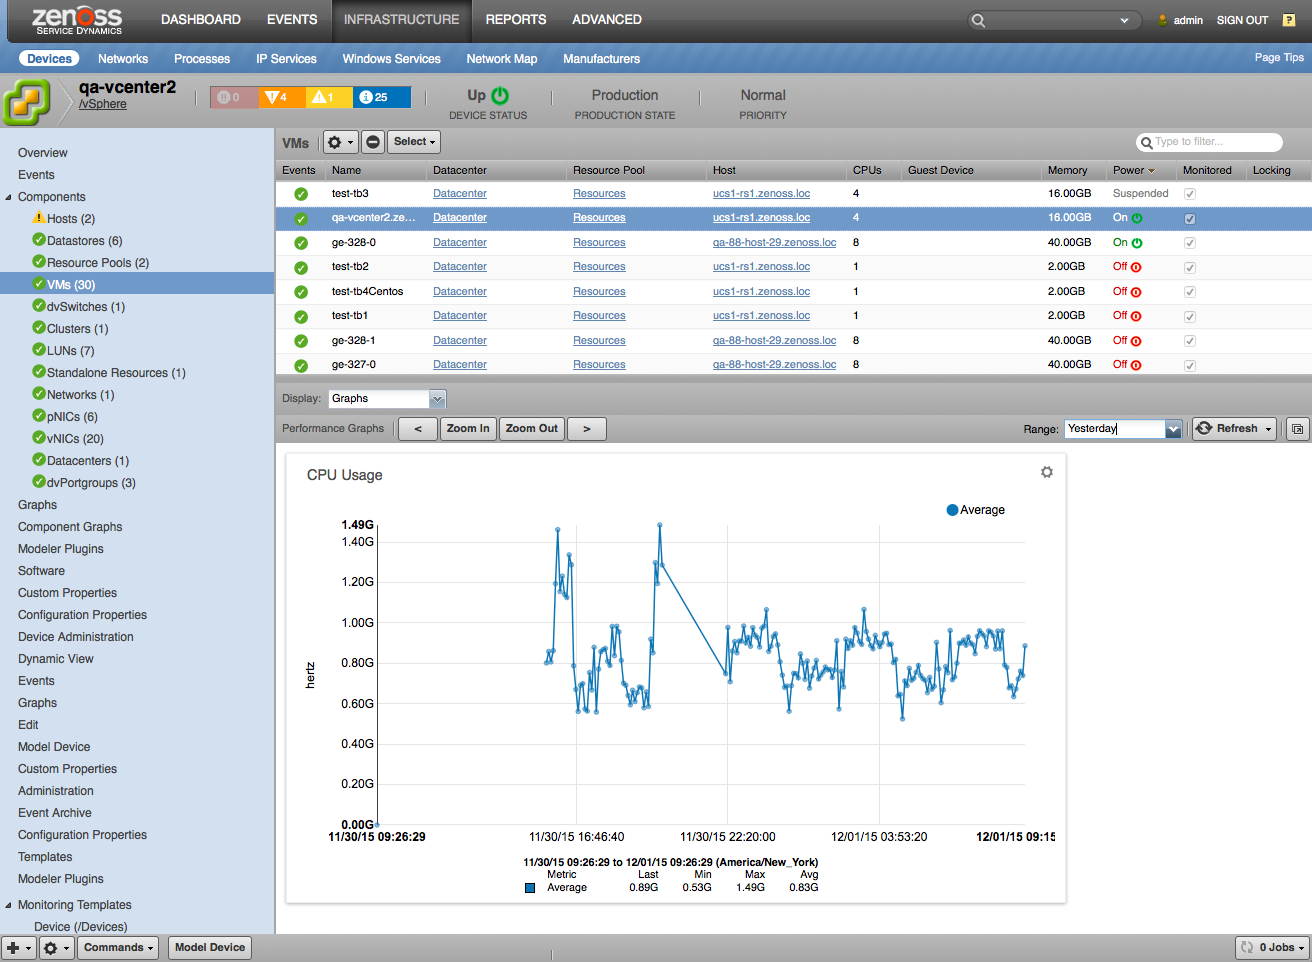 zenoss
SERVICE DYNAMICS
DASHBOARD EVENTS INFRASTRUCTURE REPORTS ADVANCED
admin SIGN OUT ?
Devices Networks Processes IP Services Windows Services Network Map Manufacturers Page Tips
qa-vcenter2
/vSphere
0 4 1 25
Up
DEVICE STATUS
Production
PRODUCTION STATE
Normal
PRIORITY
Overview
Events
Components
Hosts (2)
Datastores (6)
Resource Pools (2)
VMs (30)
dvSwitches (1)
Clusters (1)
LUNs (7)
Standalone Resources (1)
Networks (1)
pNICs (6)
vNICs (20)
Datacenters (1)
dvPortgroups (3)
Graphs
Component Graphs
Modeler Plugins
Software
Custom Properties
Configuration Properties
Device Administration
Dynamic View
Events
Graphs
Edit
Model Device
Custom Properties
Administration
Event Archive
Configuration Properties
Templates
Modeler Plugins
Monitoring Templates
Device (/Devices)
VMs Select Type to filter...
Events Name Datacenter Resource Pool Host CPUs Guest Device Memory Power Monitored Locking
test-tb3 Datacenter Resources ucs1-rs1.zenoss.loc 4 16.00GB Suspended
qa-vcenter2.ze... Datacenter Resources ucs1-rs1.zenoss.loc 4 16.00GB On
ge-328-0 Datacenter Resources qa-88-host-29.zenoss.loc 8 40.00GB On
test-tb2 Datacenter Resources ucs1-rs1.zenoss.loc 1 2.00GB Off
test-tb4Centos Datacenter Resources ucs1-rs1.zenoss.loc 1 2.00GB Off
test-tb1 Datacenter Resources ucs1-rs1.zenoss.loc 1 2.00GB Off
ge-328-1 Datacenter Resources qa-88-host-29.zenoss.loc 8 40.00GB Off
ge-327-0 Datacenter Resources qa-88-host-29.zenoss.loc 8 40.00GB Off
Display: Graphs
Performance Graphs < Zoom In Zoom Out > Range: Yesterday Refresh
CPU Usage
Average
1.49G
1.40G
1.20G
1.00G
0.80G
0.60G
0.40G
0.20G
0.00G
hertz
11/30/15 09:26:29 11/30/15 16:46:40 11/30/15 22:20:00 12/01/15 03:53:20 12/01/15 09:15
11/30/15 09:26:29 to 12/01/15 09:26:29 (America/New_York)
Metric Last Min Max Avg
Average 0.89G 0.53G 1.49G 0.83G
Commands Model Device 0 Jobs